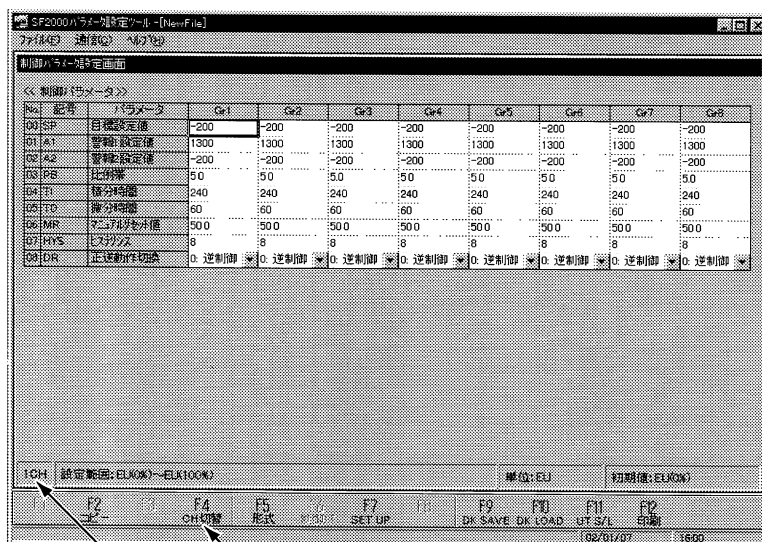 SF2000パラメータ設定ツール -[NewFile]
ファイル(F) 通信(C) ヘルプ(H)
制御パラメータ設定画面
<< 制御パラメータ >>
No. 記号 パラメータ Gr1 Gr2 Gr3 Gr4 Gr5 Gr6 Gr7 Gr8
00 SP 目標設定値 -200 -200 -200 -200 -200 -200 -200 -200
01 A1 警報1設定値 1300 1300 1300 1300 1300 1300 1300 1300
02 A2 警報2設定値 -200 -200 -200 -200 -200 -200 -200 -200
03 PB 比例帯 5.0 5.0 5.0 5.0 5.0 5.0 5.0 5.0
04 TI 積分時間 240 240 240 240 240 240 240 240
05 TD 微分時間 60 60 60 60 60 60 60 60
06 MR マニュアルリセット値 50.0 50.0 50.0 50.0 50.0 50.0 50.0 50.0
07 HYS ヒステリシス 8 8 8 8 8 8 8 8
08 DR 正逆動作切換 0: 逆制御 0: 逆制御 0: 逆制御 0: 逆制御 0: 逆制御 0: 逆制御 0: 逆制御 0: 逆制御
1CH 設定範囲: EU(0%)~EU(100%) 単位: EU 初期値: EU(0%)
F2 F4 F5 F7 F9 F10 F11 F12
コピー CH切替 形式 SET UP DK SAVE DK LOAD UT S/L 印刷
02/01/07 16:00